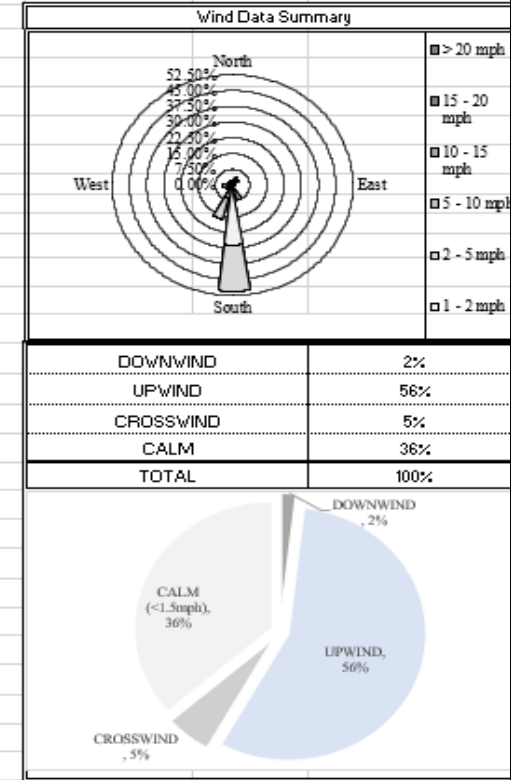 Wind Data Summary
North
52.50%
45.00%
37.50%
30.00%
22.50%
15.00%
7.50%
0.00%
West
East
South
> 20 mph
15 - 20
mph
10 - 15
mph
5 - 10 mph
2 - 5 mph
1 - 2 mph
DOWNWIND 2%
UPWIND 56%
CROSSWIND 5%
CALM 36%
TOTAL 100%
DOWNWIND
, 2%
CALM
(<1.5mph),
36%
UPWIND,
56%
CROSSWIND
, 5%